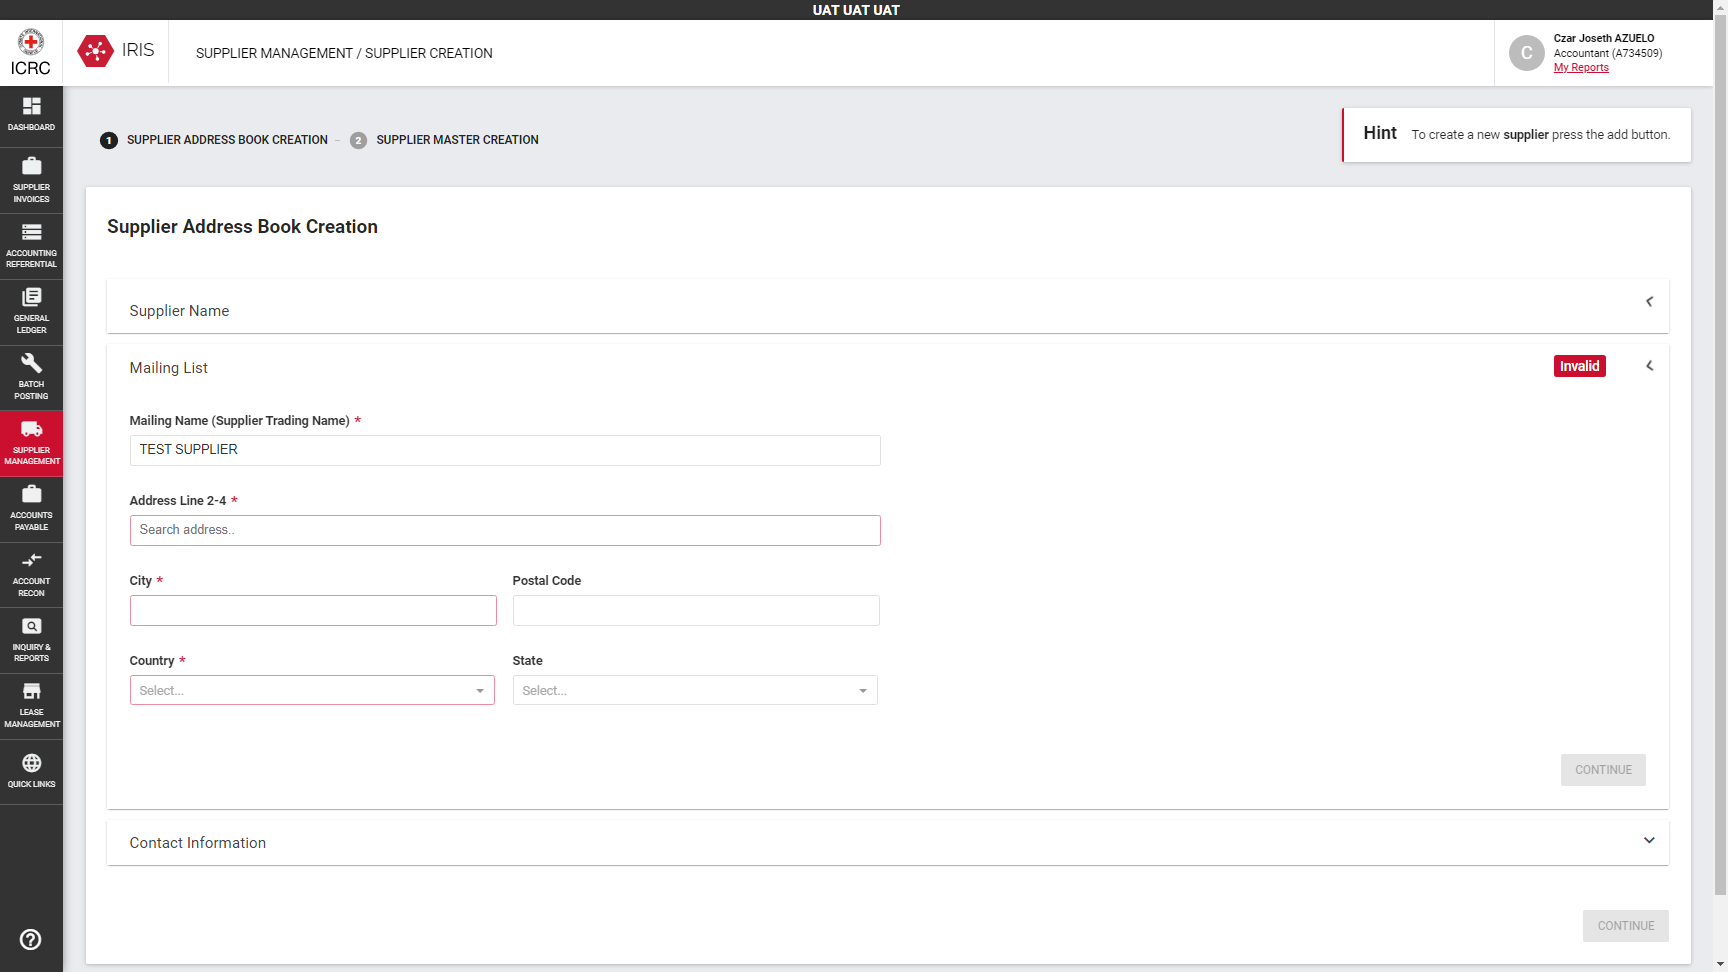 UAT UAT UAT
ICRC
IRIS
SUPPLIER MANAGEMENT / SUPPLIER CREATION
C
Czar Joseth AZUELO
Accountant (A734509)
My Reports
DASHBOARD
SUPPLIER
INVOICES
ACCOUNTING
REFERENTIAL
GENERAL
LEDGER
BATCH
POSTING
SUPPLIER
MANAGEMENT
ACCOUNTS
PAYABLE
ACCOUNT
RECON
INQUIRY &
REPORTS
LEASE
MANAGEMENT
QUICK LINKS
1 SUPPLIER ADDRESS BOOK CREATION – 2 SUPPLIER MASTER CREATION
Hint To create a new supplier press the add button.
Supplier Address Book Creation
Supplier Name
Mailing List
Invalid
Mailing Name (Supplier Trading Name) *
TEST SUPPLIER
Address Line 2-4 *
Search address..
City *
Postal Code
Country *
State
Select...
Select...
CONTINUE
Contact Information
CONTINUE